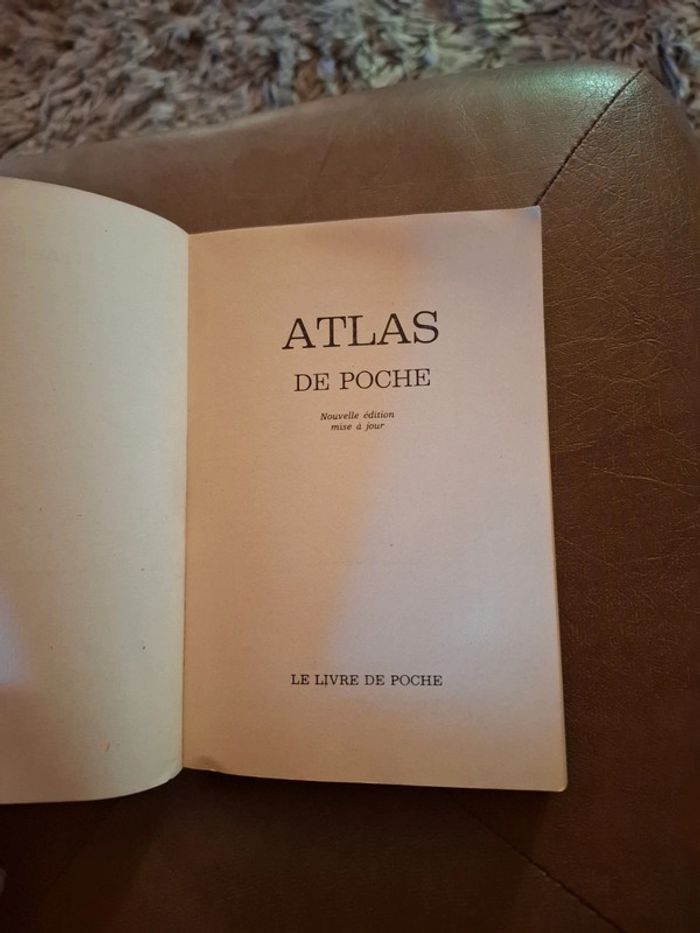 ATLAS
DE POCHE
Nouvelle édition
mise à jour
LE LIVRE DE POCHE